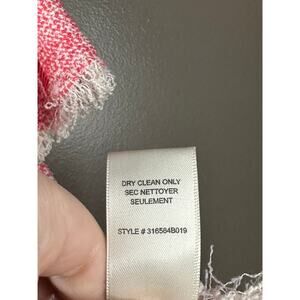 DRY CLEAN ONLY
SEC NETTOYER
SEULEMENT
STYLE # 316584B019